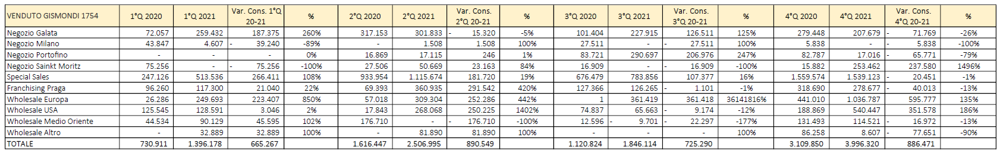 VENDUTO GISMONDI 1754 1°Q 2020 1°Q 2021 Var. Cons. 1°Q 20-21 % 2°Q 2020 2°Q 2021 Var. Cons. 2°Q 20-21 % 3°Q 2020 3°Q 2021 Var. Cons. 3°Q 20-21 % 4°Q 2020 4°Q 2021 Var. Cons. 4°Q 20-21 %
Negozio Galata 72.057 259.432 187.375 260% 317.153 301.833 - 15.320 -5% 101.404 227.915 126.511 125% 279.448 207.679 - 71.769 -26%
Negozio Milano 43.847 4.607 - 39.240 -89% - 1.508 1.508 100% 27.511 - - 27.511 100% 5.838 - - 5.838 -100%
Negozio Portofino - - - 0% 16.869 17.115 246 1% 83.721 290.697 206.976 247% 82.787 17.016 - 65.771 -79%
Negozio Sainkt Moritz 75.256 - - 75.256 -100% 27.506 50.669 23.163 84% 16.909 - - 16.909 -100% 15.882 253.462 237.580 1496%
Special Sales 247.126 513.536 266.411 108% 933.954 1.115.674 181.720 19% 676.479 783.856 107.377 16% 1.559.574 1.539.123 - 20.451 -1%
Franchising Praga 96.260 117.300 21.040 22% 69.393 360.935 291.542 420% 127.366 126.265 - 1.101 -1% 318.690 278.677 - 40.013 -13%
Wholesale Europa 26.286 249.693 223.407 850% 57.018 309.304 252.286 442% 1 361.419 361.418 36141816% 441.010 1.036.787 595.777 135%
Wholesale USA 125.545 128.591 3.046 2% 17.843 268.068 250.225 1402% 74.837 65.663 - 9.174 -12% 188.869 540.447 351.578 186%
Wholesale Medio Oriente 44.534 90.129 45.595 102% 176.710 - - 176.710 -100% 12.596 - 9.701 - 22.297 -177% 131.493 114.521 - 16.972 -13%
Wholesale Altro - 32.889 32.889 100% - 81.890 81.890 100% - - - 100% 86.258 8.607 - 77.651 -90%
TOTALE 730.911 1.396.178 665.267 1.616.447 2.506.995 890.549 1.120.824 1.846.114 725.290 3.109.850 3.996.320 886.471